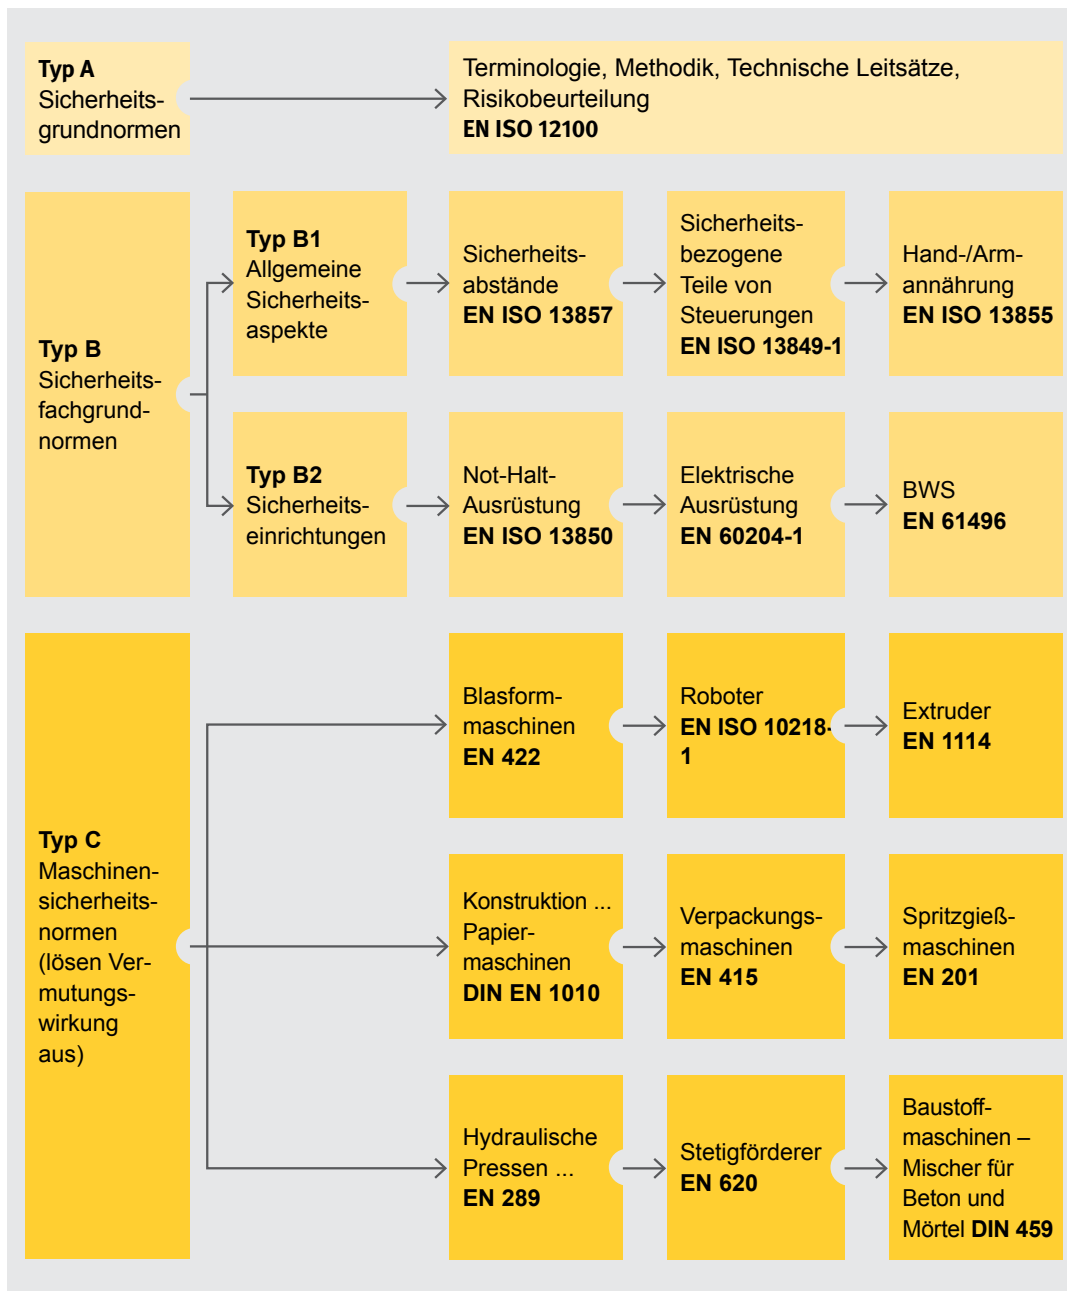 Typ A
Sicherheits-
grundnormen
Terminologie, Methodik, Technische Leitsätze,
Risikobeurteilung
EN ISO 12100
Typ B
Sicherheits-
fachgrund-
normen
Typ B1
Allgemeine
Sicherheits-
aspekte
Sicherheits-
abstände
EN ISO 13857
Sicherheits-
bezogene
Teile von
Steuerungen
EN ISO 13849-1
Hand-/Arm-
annährung
EN ISO 13855
Typ B2
Sicherheits-
einrichtungen
Not-Halt-
Ausrüstung
EN ISO 13850
Elektrische
Ausrüstung
EN 60204-1
BWS
EN 61496
Typ C
Maschinen-
sicherheits-
normen
(lösen Ver-
mutungs-
wirkung
aus)
Blasform-
maschinen
EN 422
Roboter
EN ISO 10218-
1
Extruder
EN 1114
Konstruktion ...
Papier-
maschinen
DIN EN 1010
Verpackungs-
maschinen
EN 415
Spritzgieß-
maschinen
EN 201
Hydraulische
Pressen ...
EN 289
Stetigförderer
EN 620
Baustoff-
maschinen –
Mischer für
Beton und
Mörtel DIN 459